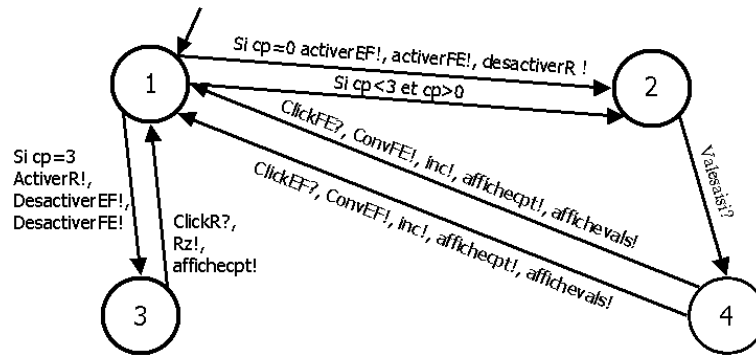 Si cp=0 activerEF!, activerFE!, desactiverR !
1
2
Si cp<3 et cp>0
ClickFE?, ConvFE!, inc!, affichecpt!, affichevals!
Valesaisi?
Si cp=3
ActiverR!,
DesactiverEF!,
DesactiverFE!
ClickR?,
Rz!,
affichecpt!
ClickEF?, ConvEF!, inc!, affichecpt!, affichevals!
3
4